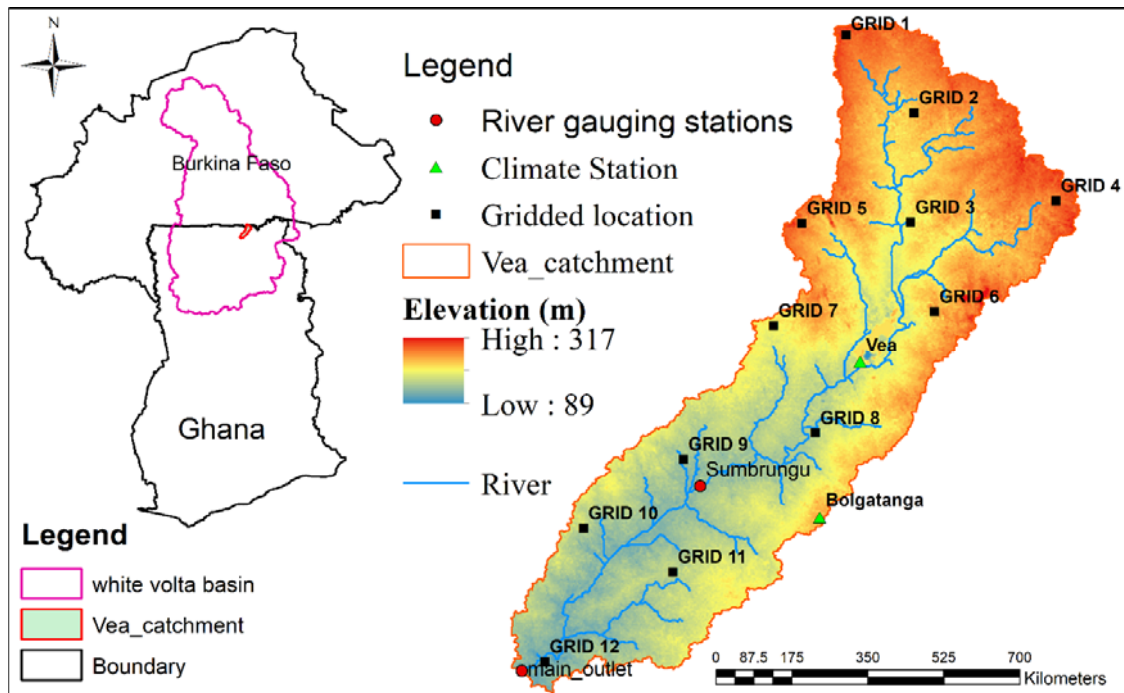 N
Burkina Faso
Ghana
Legend
white volta basin
Vea_catchment
Boundary
Legend
River gauging stations
Climate Station
Gridded location
Vea_catchment
Elevation (m)
High : 317
Low : 89
River
GRID 1
GRID 2
GRID 4
GRID 5
GRID 3
GRID 6
GRID 7
Vea
GRID 8
GRID 9
Sumbrungu
Bolgatanga
GRID 10
GRID 11
GRID 12
main_outlet
0 87.5 175 350 525 700
Kilometers